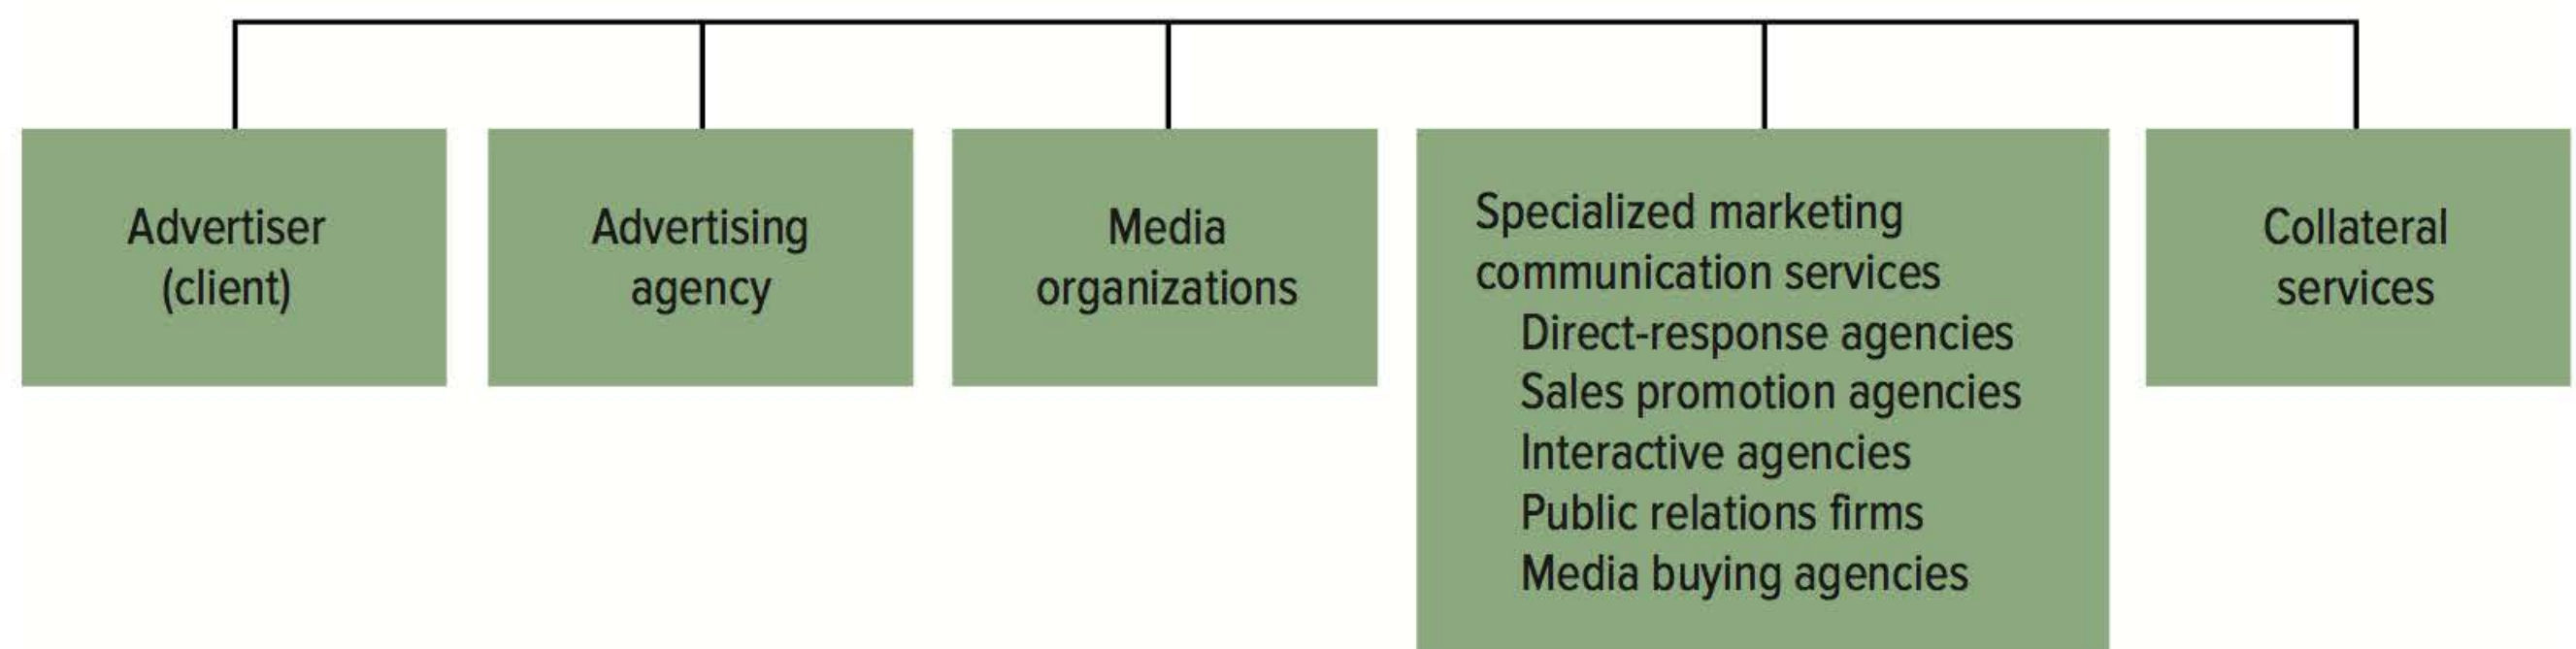 Advertiser
(client)
Advertising
agency
Media
organizations
Specialized marketing
communication services
Direct-response agencies
Sales promotion agencies
Interactive agencies
Public relations firms
Media buying agencies
Collateral
services